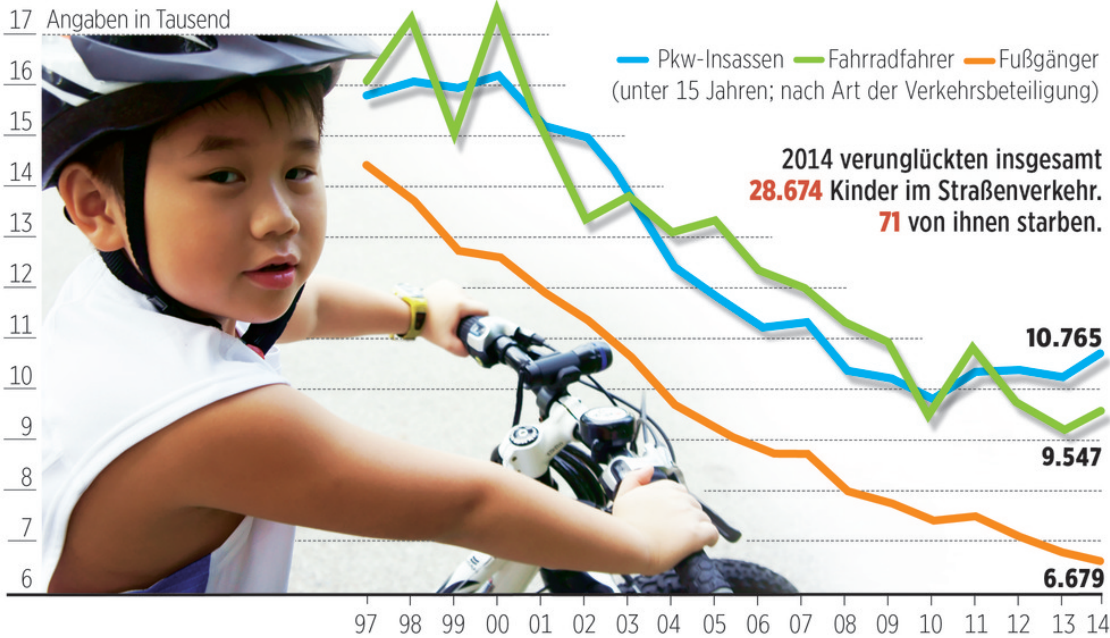 Angaben in Tausend
Pkw-Insassen Fahrradfahrer Fußgänger
(unter 15 Jahren; nach Art der Verkehrsbeteiligung)
2014 verunglückten insgesamt
28.674 Kinder im Straßenverkehr.
71 von ihnen starben.
17
16
15
14
13
12
11
10
9
8
7
6
10.765
9.547
6.679
97 98 99 00 01 02 03 04 05 06 07 08 09 10 11 12 13 14